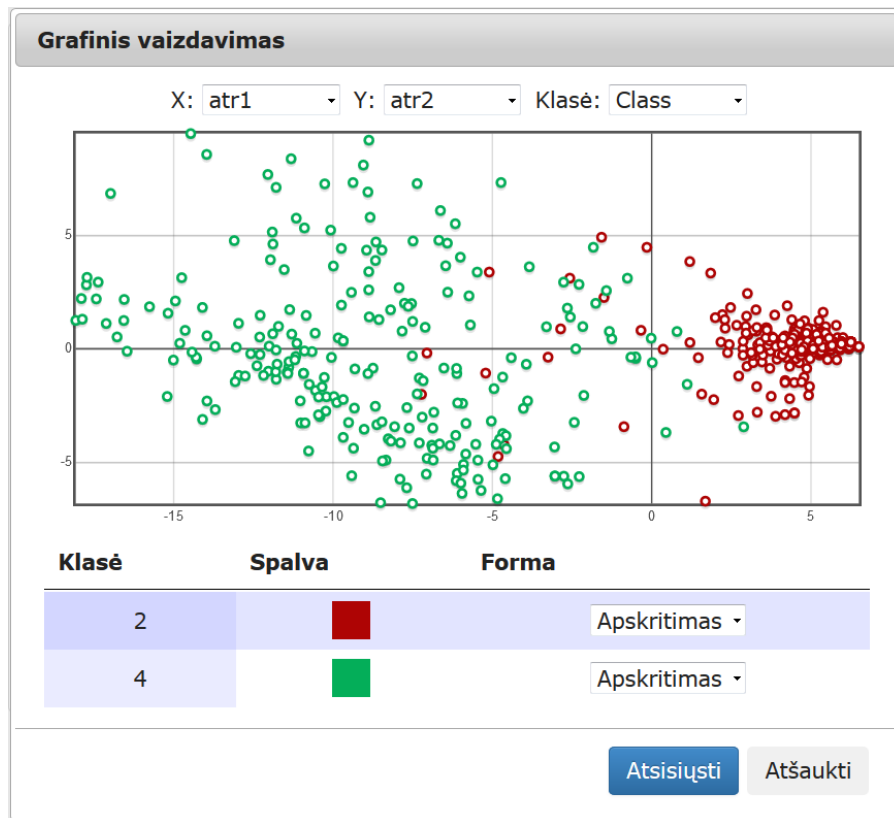 Grafinis vaizdavimas
X: atr1 Y: atr2 Klasė: Class
5
0
-5
-15 -10 -5 0 5
Klasė Spalva Forma
2 Apskritimas
4 Apskritimas
Atsisiųsti Atšaukti